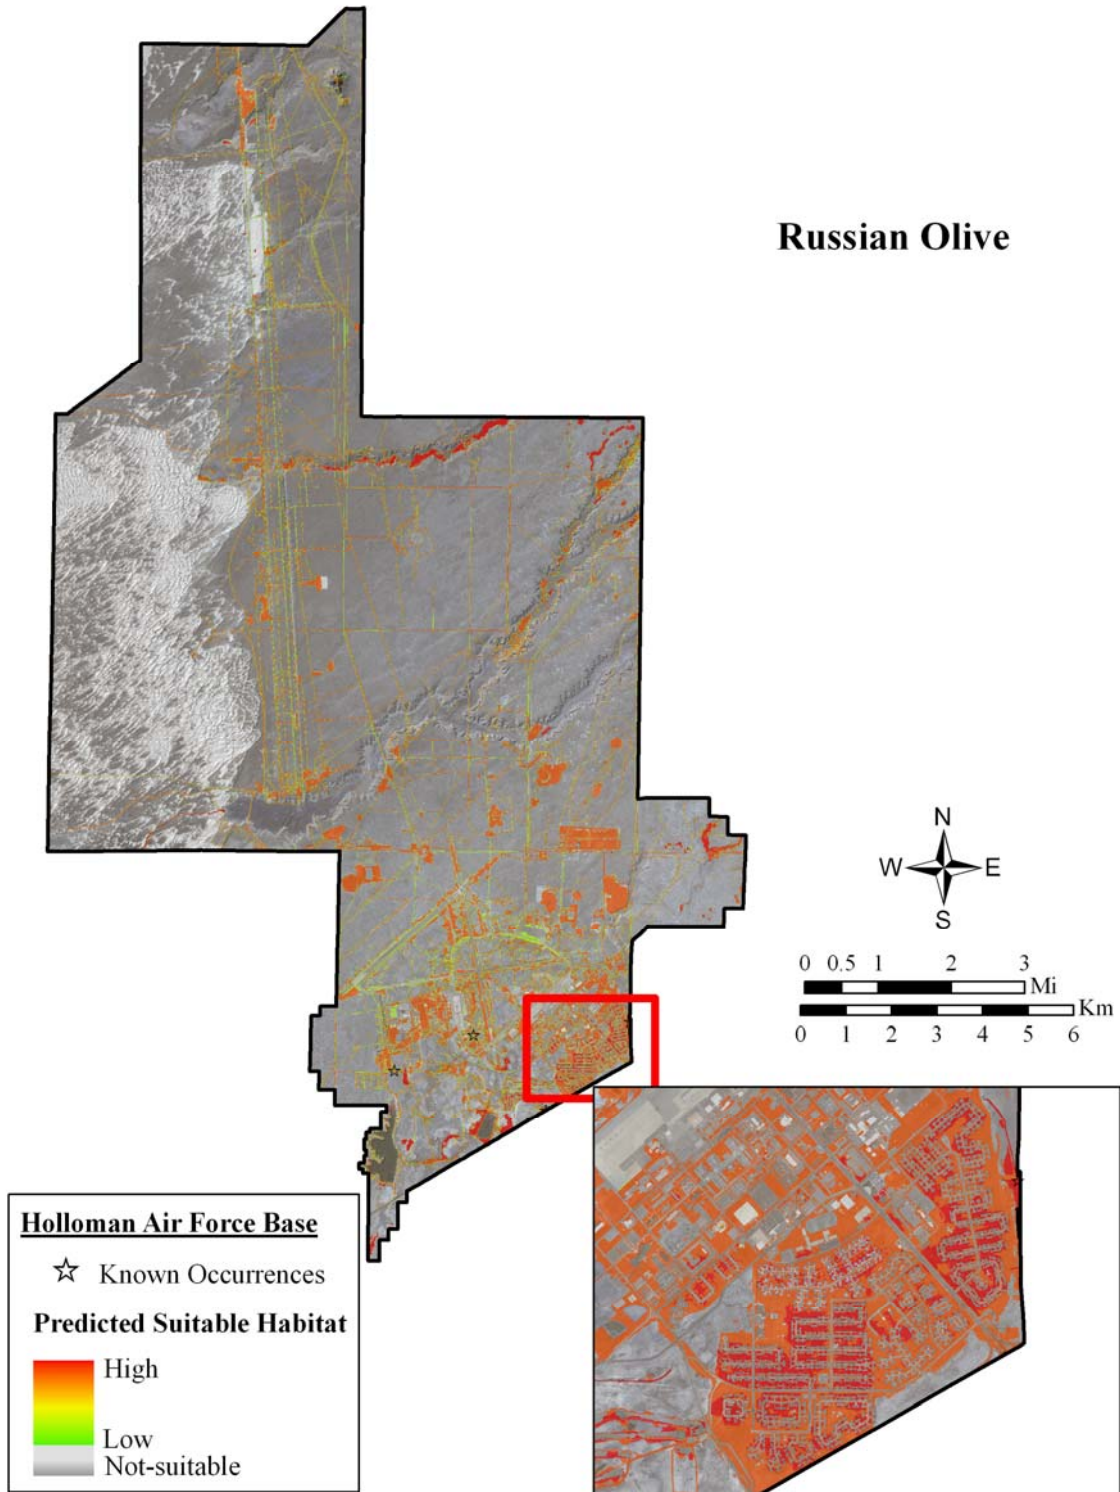 Russian Olive
N
W E
S
0 0.5 1 2 3
Mi
Km
0 1 2 3 4 5 6
Holloman Air Force Base
Known Occurrences
Predicted Suitable Habitat
High
Low
Not-suitable